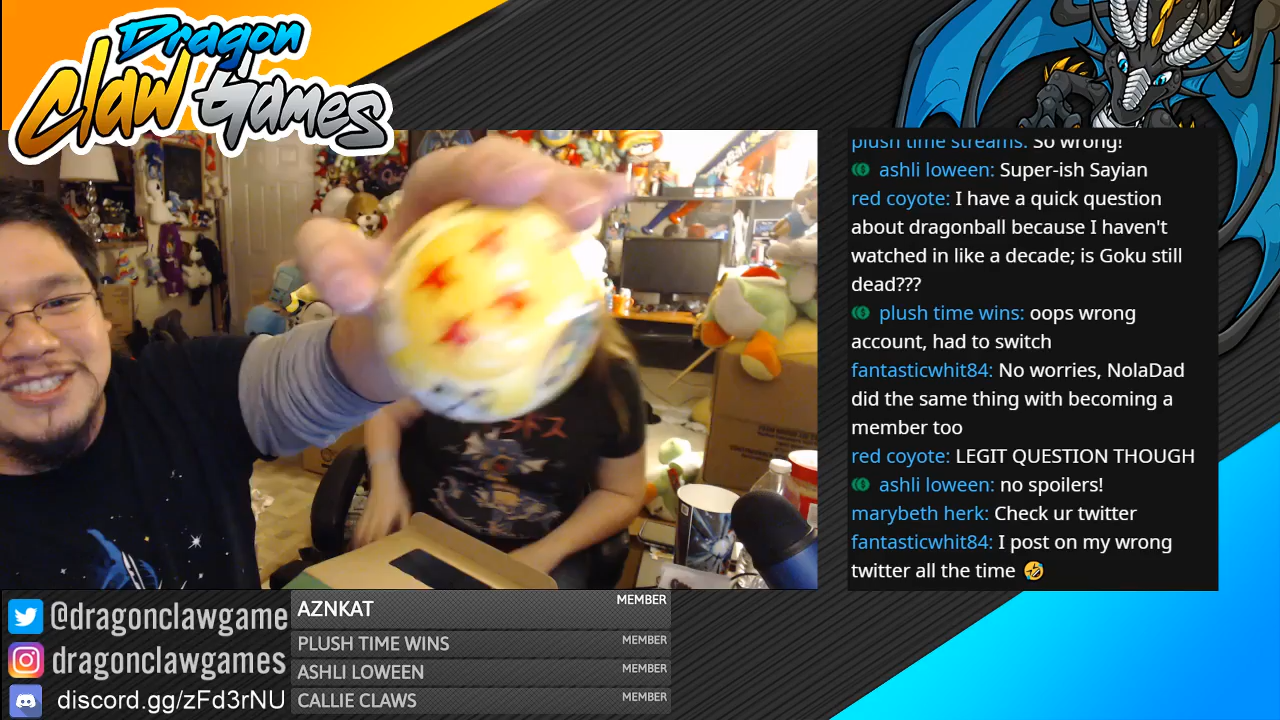 Dragon
Claw Games
plush time streams: So wrong!
ashli loween: Super-ish Sayian
red coyote: I have a quick question
about dragonball because I haven't
watched in like a decade; is Goku still
dead???
plush time wins: oops wrong
account, had to switch
fantasticwhit84: No worries, NolaDad
did the same thing with becoming a
member too
red coyote: LEGIT QUESTION THOUGH
ashli loween: no spoilers!
marybeth herk: Check ur twitter
fantasticwhit84: I post on my wrong
twitter all the time 🤣
@dragonclawgame
dragonclawgames
discord.gg/zFd3rNU
AZNKAT MEMBER
PLUSH TIME WINS MEMBER
ASHLI LOWEEN MEMBER
CALLIE CLAWS MEMBER